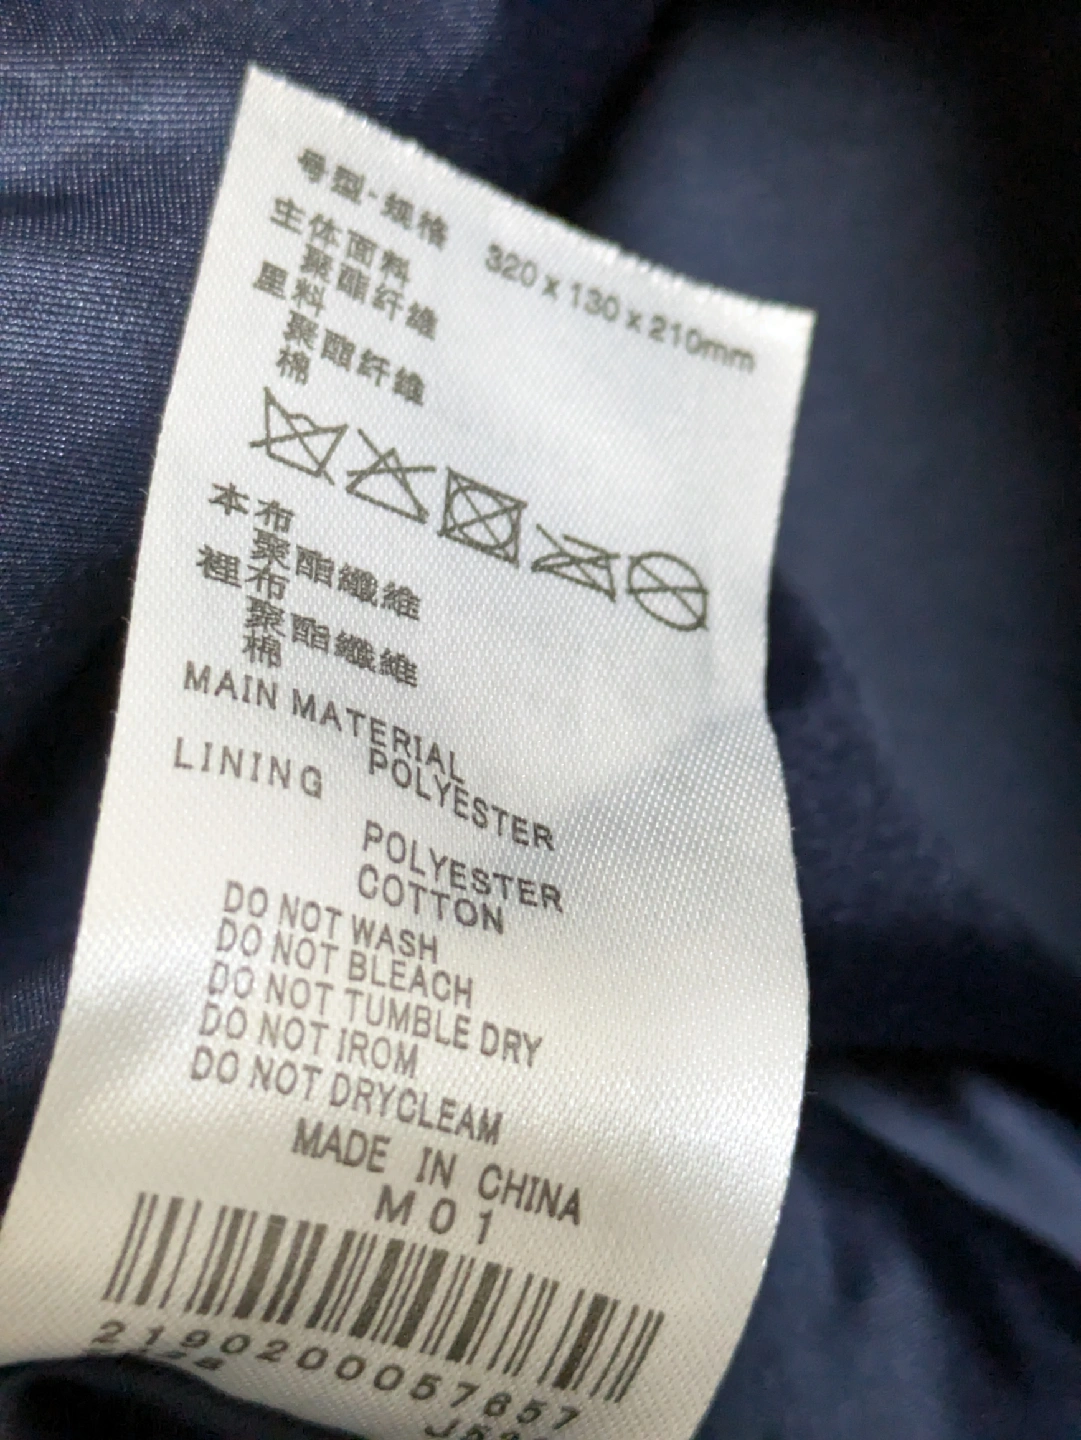 号型·规格 320 x 130 x 210mm
主体面料
聚酯纤维
里料
聚酯纤维
棉
本布
聚酯纖維
裡布
聚酯纖維
棉
MAIN MATERIAL
POLYESTER
LINING
POLYESTER
COTTON
DO NOT WASH
DO NOT BLEACH
DO NOT TUMBLE DRY
DO NOT IROM
DO NOT DRYCLEAM
MADE IN CHINA
M01
2190200057657